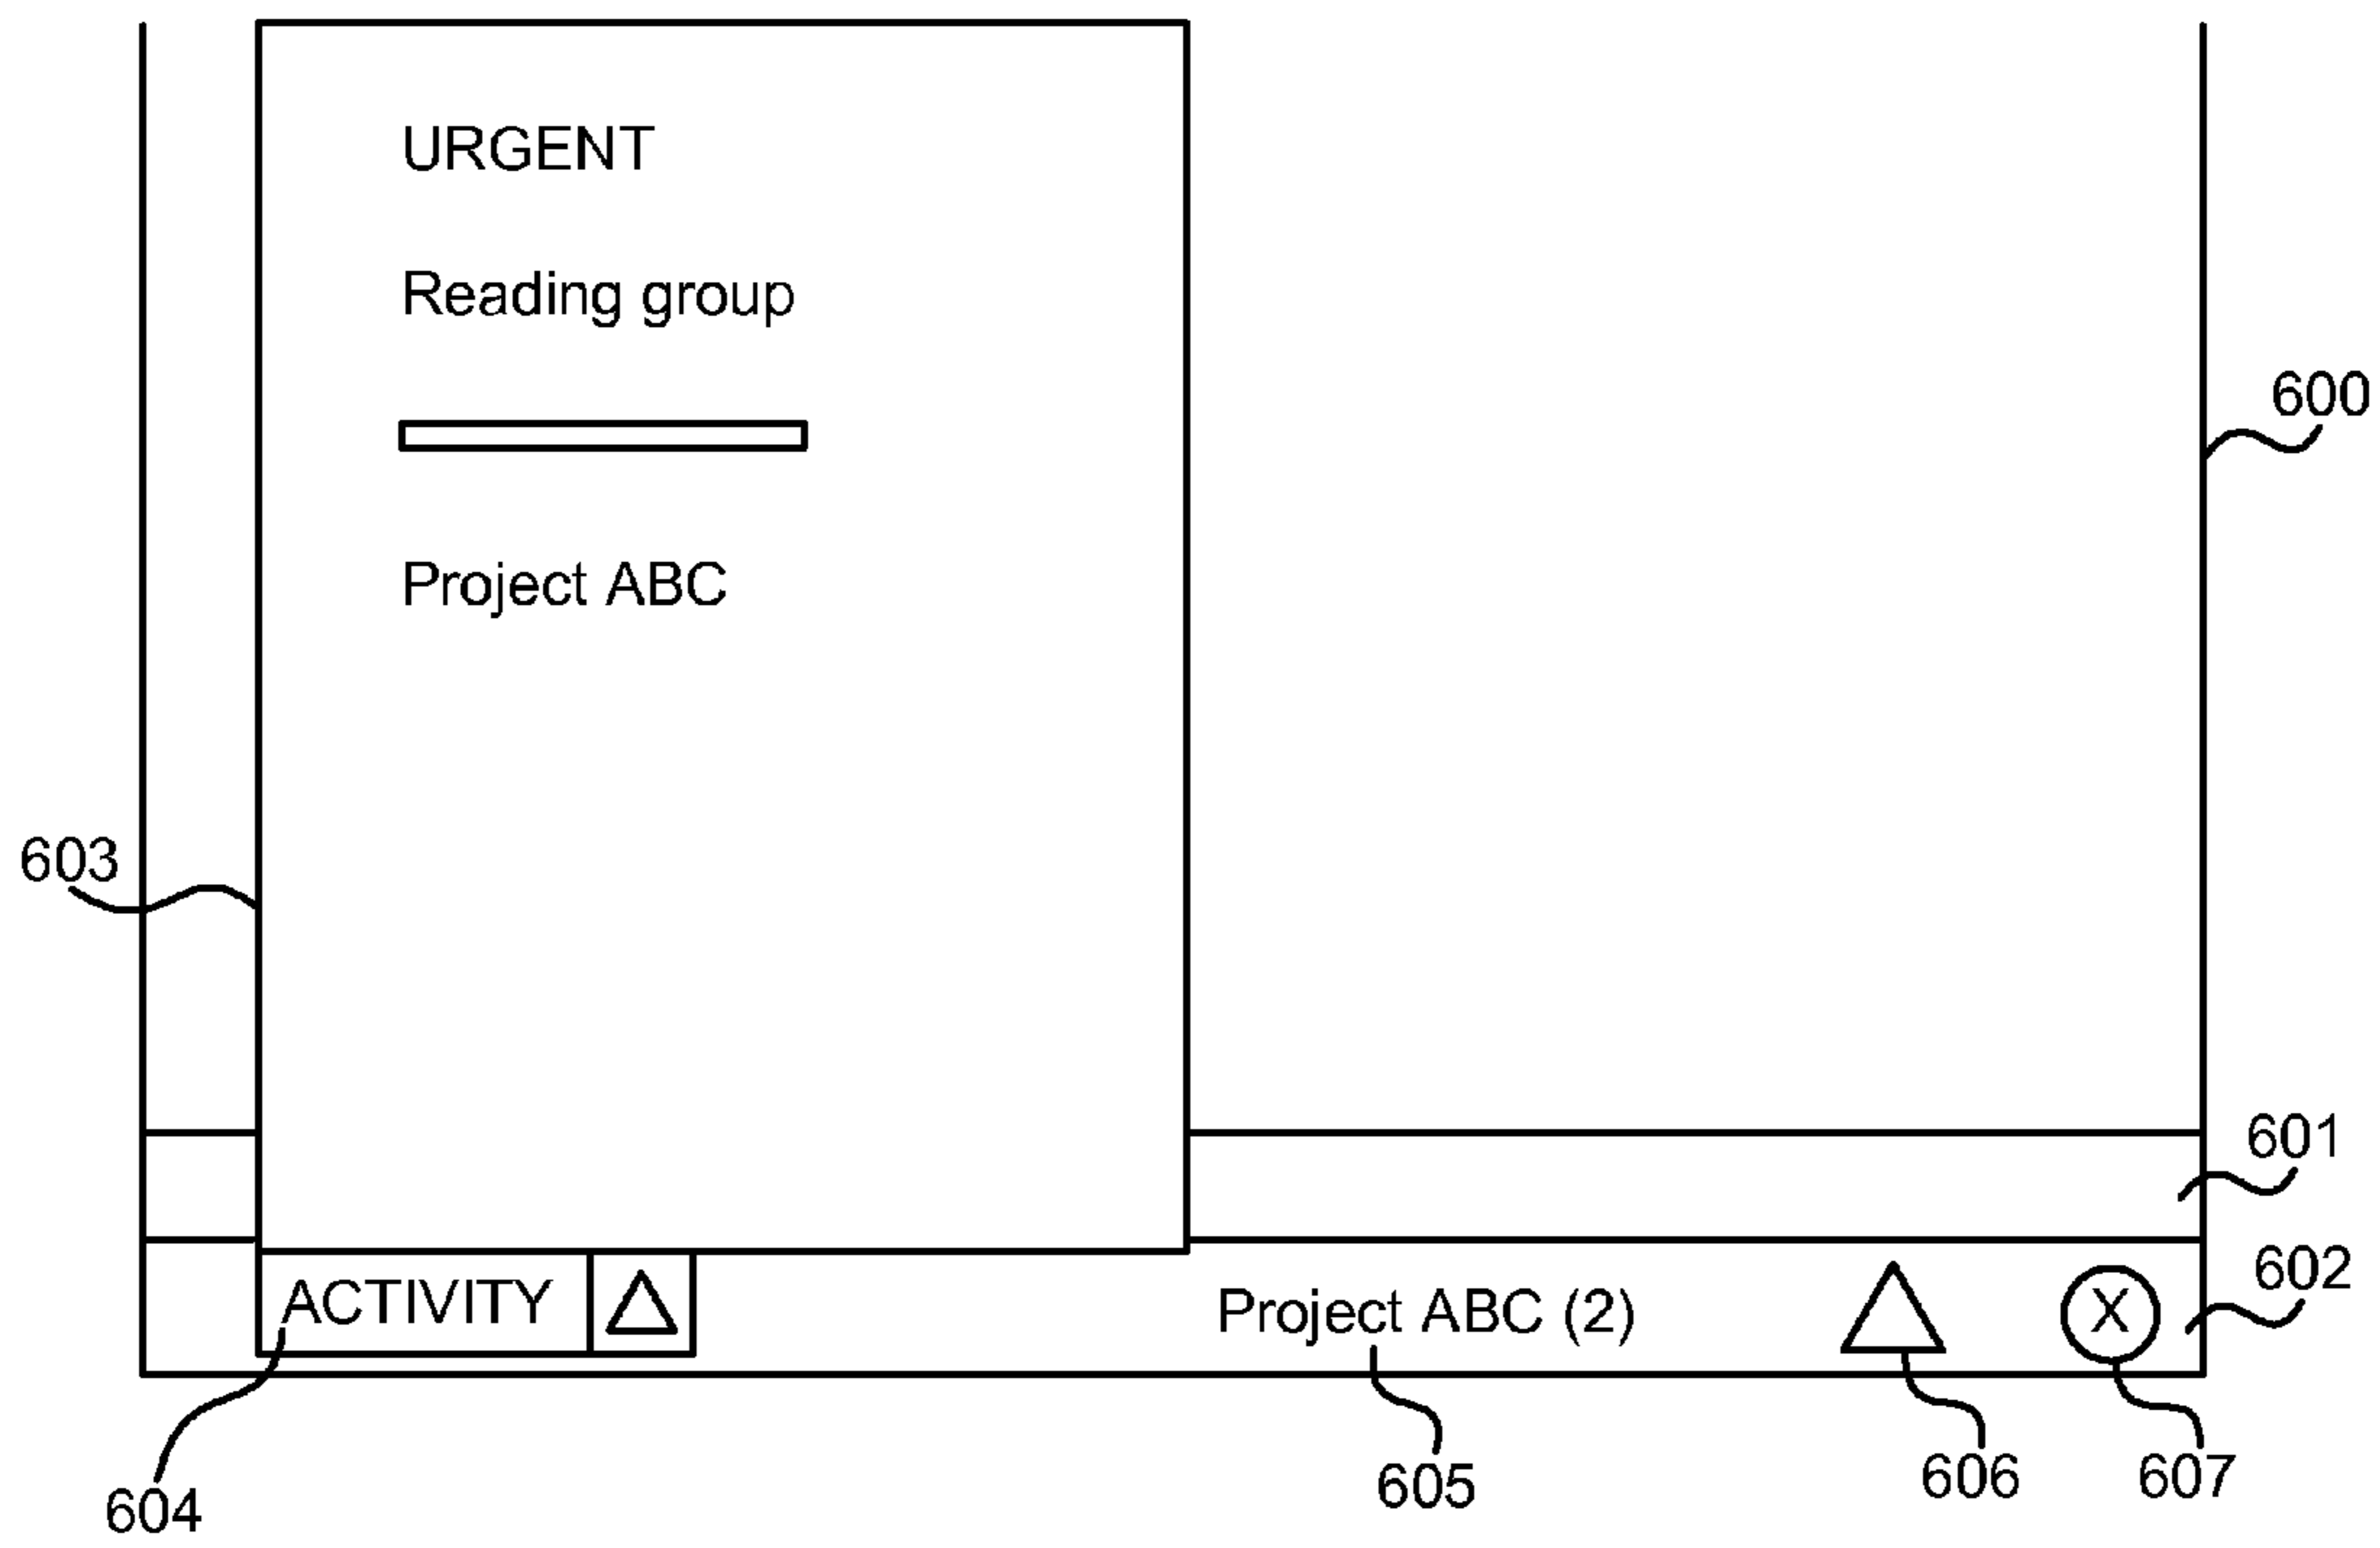 URGENT
Reading group
600
Project ABC
603
601
602
ACTIVITY
Project ABC (2)
X
604
605
606
607